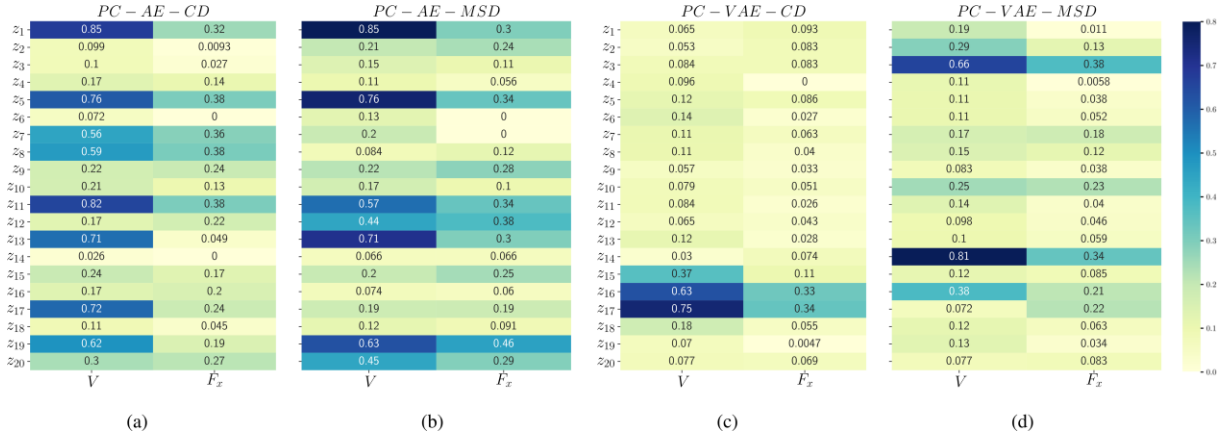 PC − AE − CD PC − AE − MSD PC − VAE − CD PC − VAE − MSD
z1 0.85 0.32 0.85 0.3 0.065 0.093 0.19 0.011 0.8
z2 0.099 0.0093 0.21 0.24 0.053 0.083 0.29 0.13
z3 0.1 0.027 0.15 0.11 0.084 0.083 0.66 0.38 0.7
z4 0.17 0.14 0.11 0.056 0.096 0 0.11 0.0058
z5 0.76 0.38 0.76 0.34 0.12 0.086 0.11 0.038
z6 0.072 0 0.13 0 0.14 0.027 0.11 0.052 0.6
z7 0.56 0.36 0.2 0 0.11 0.063 0.17 0.18
z8 0.59 0.38 0.084 0.12 0.11 0.04 0.15 0.12 0.5
z9 0.22 0.24 0.22 0.28 0.057 0.033 0.083 0.038
z10 0.21 0.13 0.17 0.1 0.079 0.051 0.25 0.23
z11 0.82 0.38 0.57 0.34 0.084 0.026 0.14 0.04 0.4
z12 0.17 0.22 0.44 0.38 0.065 0.043 0.098 0.046
z13 0.71 0.049 0.71 0.3 0.12 0.028 0.1 0.059 0.3
z14 0.026 0 0.066 0.066 0.03 0.074 0.81 0.34
z15 0.24 0.17 0.2 0.25 0.37 0.11 0.12 0.085
z16 0.17 0.2 0.074 0.06 0.63 0.33 0.38 0.21 0.2
z17 0.72 0.24 0.19 0.19 0.75 0.34 0.072 0.22
z18 0.11 0.045 0.12 0.091 0.18 0.055 0.12 0.063 0.1
z19 0.62 0.19 0.63 0.46 0.07 0.0047 0.13 0.034
z20 0.3 0.27 0.45 0.29 0.077 0.069 0.077 0.083 0.0
V Fx V Fx V Fx V Fx
(a) (b) (c) (d)